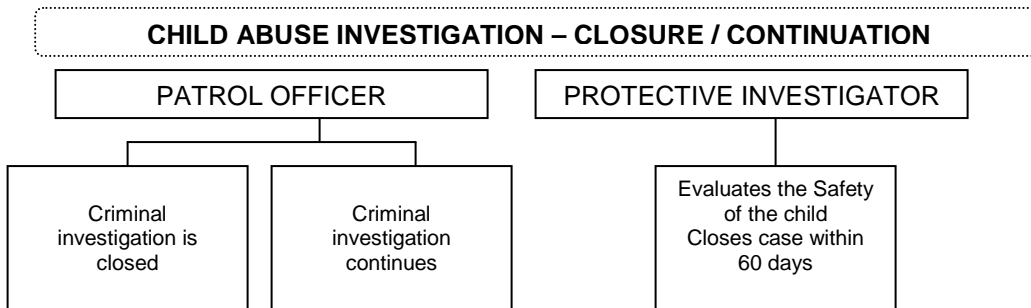 CHILD ABUSE INVESTIGATION – CLOSURE / CONTINUATION
PATROL OFFICER
PROTECTIVE INVESTIGATOR
Criminal
investigation is
closed
Criminal
investigation
continues
Evaluates the Safety
of the child
Closes case within
60 days